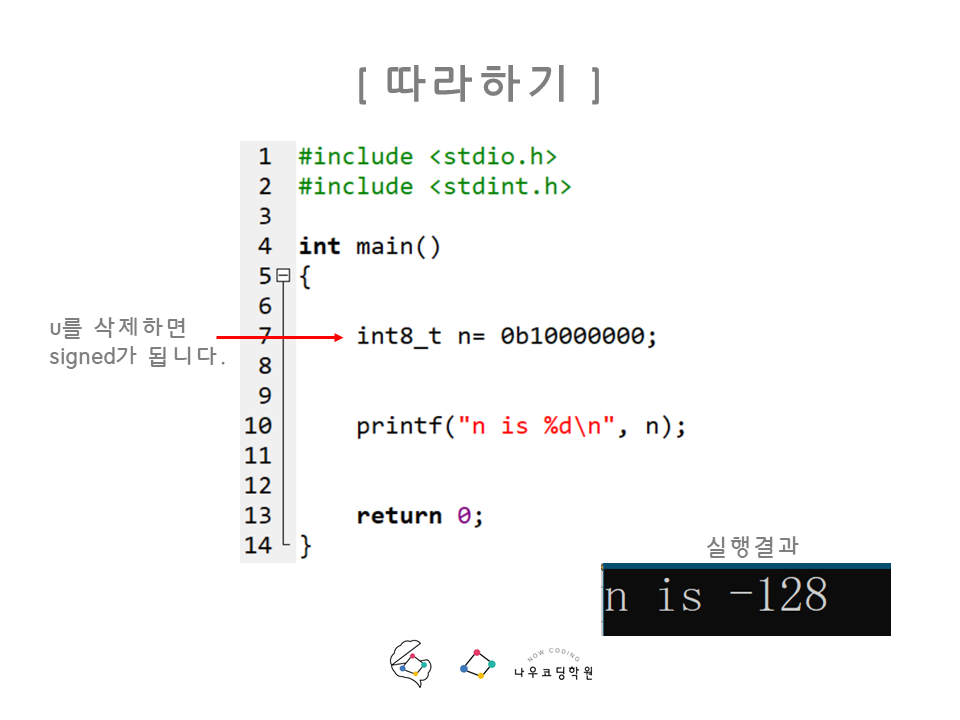 [ 따라하기 ]
1 #include <stdio.h>
2 #include <stdint.h>
3
4 int main()
5 {
6
u를 삭제하면
signed가 됩니다.
7 int8_t n= 0b10000000;
8
9
10 printf("n is %d\n", n);
11
12
13 return 0;
14 }
실행결과
n is -128
NOW CODING
나우코딩학원